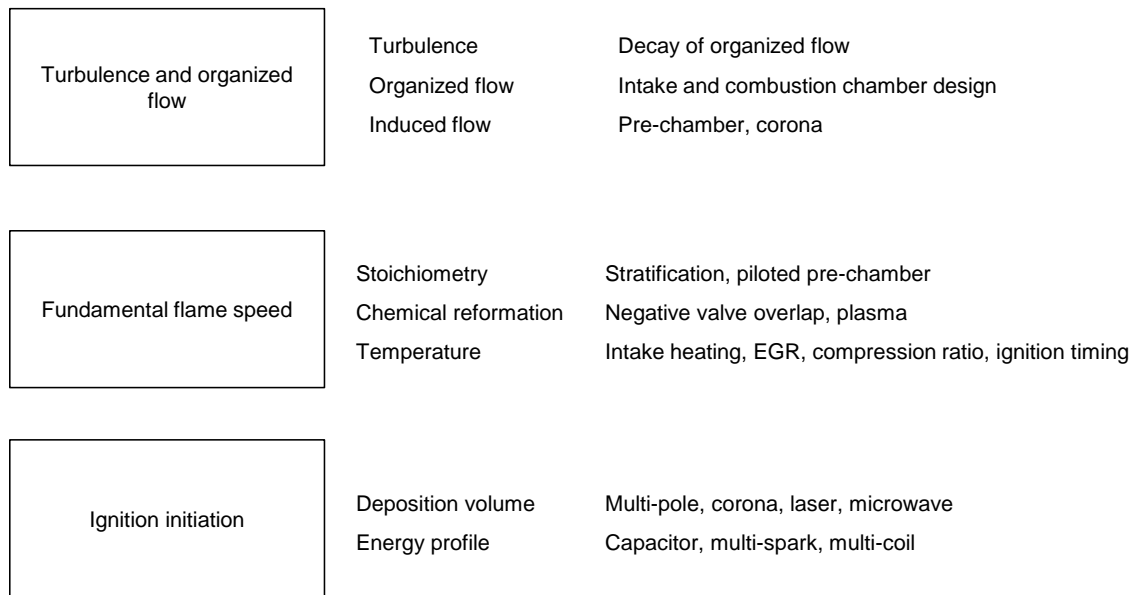 Turbulence and organized
flow
Turbulence Decay of organized flow
Organized flow Intake and combustion chamber design
Induced flow Pre-chamber, corona
Fundamental flame speed
Stoichiometry Stratification, piloted pre-chamber
Chemical reformation Negative valve overlap, plasma
Temperature Intake heating, EGR, compression ratio, ignition timing
Ignition initiation
Deposition volume Multi-pole, corona, laser, microwave
Energy profile Capacitor, multi-spark, multi-coil